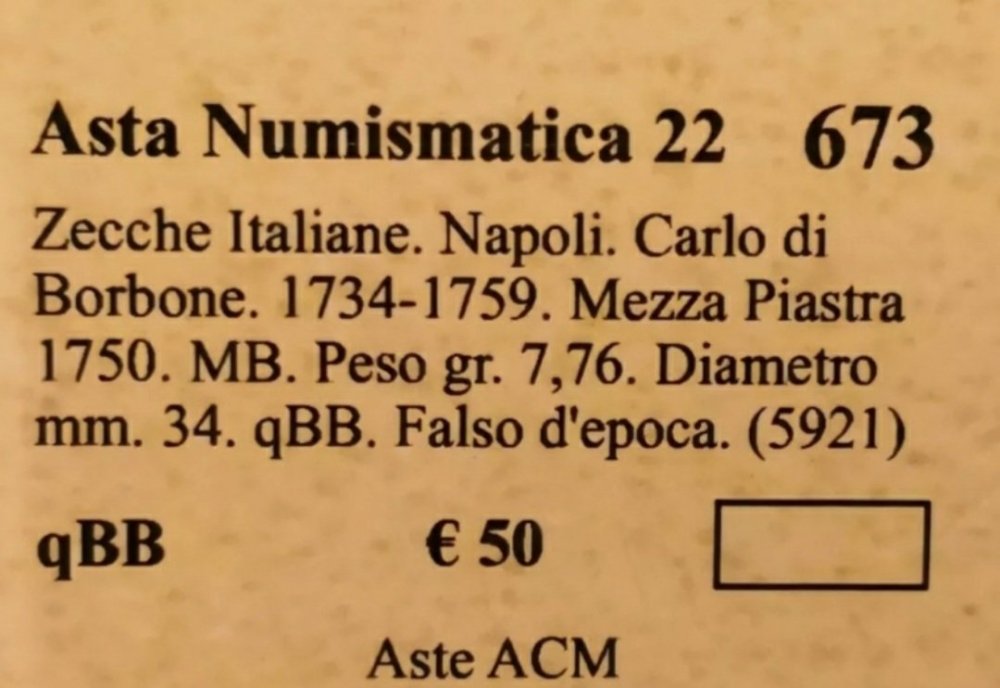 Asta Numismatica 22 673
Zecche Italiane. Napoli. Carlo di
Borbone. 1734-1759. Mezza Piastra
1750. MB. Peso gr. 7,76. Diametro
mm. 34. qBB. Falso d'epoca. (5921)
qBB € 50
Aste ACM